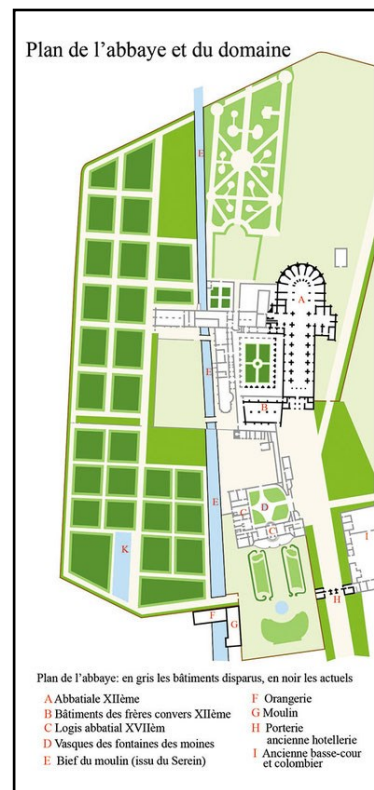 Plan de l'abbaye et du domaine
E
A
E
B
E
C
D
C
I
K
H
F
G
Plan de l'abbaye: en gris les bâtiments disparus, en noir les actuels
A Abbatiale XIIème
B Bâtiments des frères convers XIIème
C Logis abbatial XVIIèm
D Vasques des fontaines des moines
E Bief du moulin (issu du Serein)
F Orangerie
G Moulin
H Porterie
ancienne hotellerie
I Ancienne basse-cour
et colombier